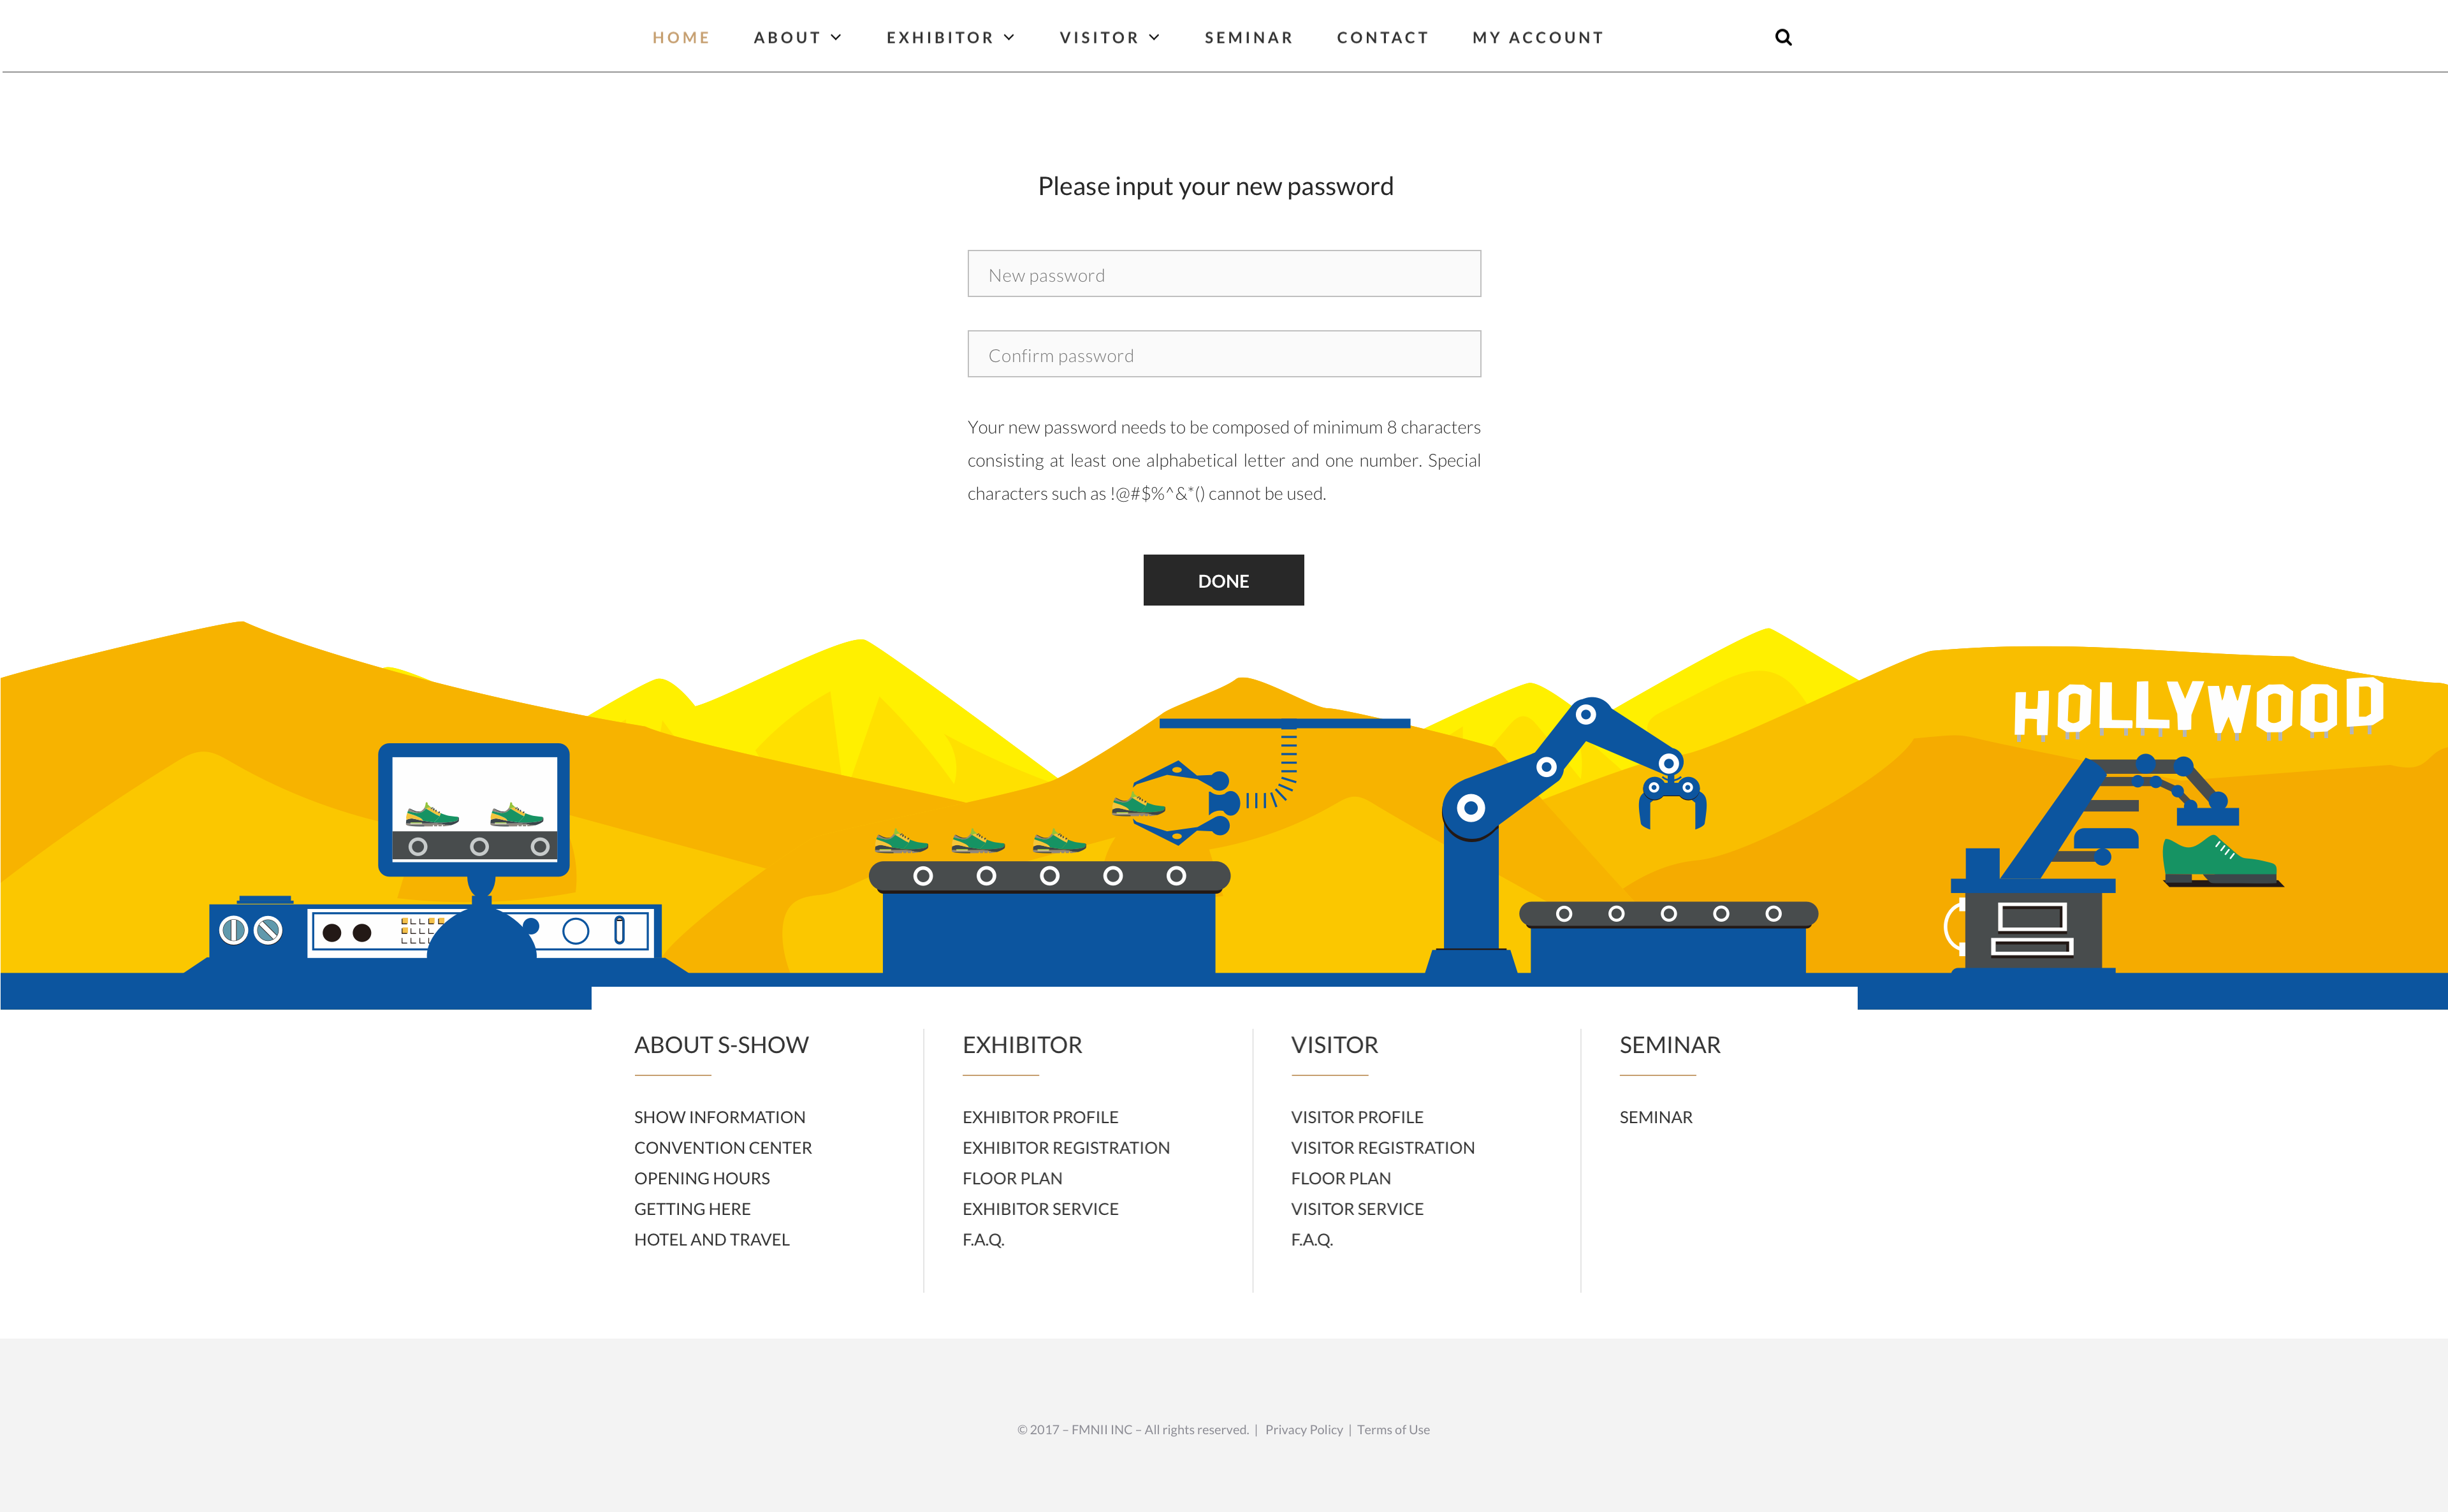 HOME ABOUT EXHIBITOR VISITOR SEMINAR CONTACT MY ACCOUNT
Please input your new password
New password
Confirm password
Your new password needs to be composed of minimum 8 characters
consisting at least one alphabetical letter and one number. Special
characters such as !@#$%^&*() cannot be used.
DONE
HOLLYWOOD
ABOUT S-SHOW
SHOW INFORMATION
CONVENTION CENTER
OPENING HOURS
GETTING HERE
HOTEL AND TRAVEL
EXHIBITOR
EXHIBITOR PROFILE
EXHIBITOR REGISTRATION
FLOOR PLAN
EXHIBITOR SERVICE
F.A.Q.
VISITOR
VISITOR PROFILE
VISITOR REGISTRATION
FLOOR PLAN
VISITOR SERVICE
F.A.Q.
SEMINAR
SEMINAR
© 2017 – FMNII INC – All rights reserved. | Privacy Policy | Terms of Use